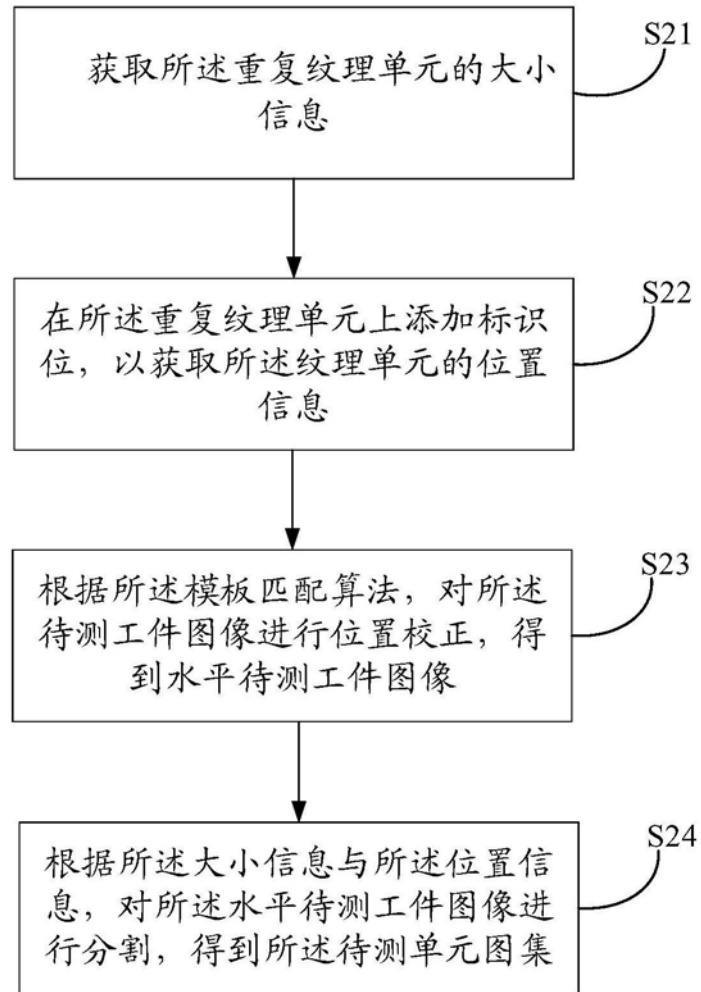 S21
获取所述重复纹理单元的大小
信息
S22
在所述重复纹理单元上添加标识
位，以获取所述纹理单元的位置
信息
S23
根据所述模板匹配算法，对所述
待测工件图像进行位置校正，得
到水平待测工件图像
S24
根据所述大小信息与所述位置信
息，对所述水平待测工件图像进
行分割，得到所述待测单元图集